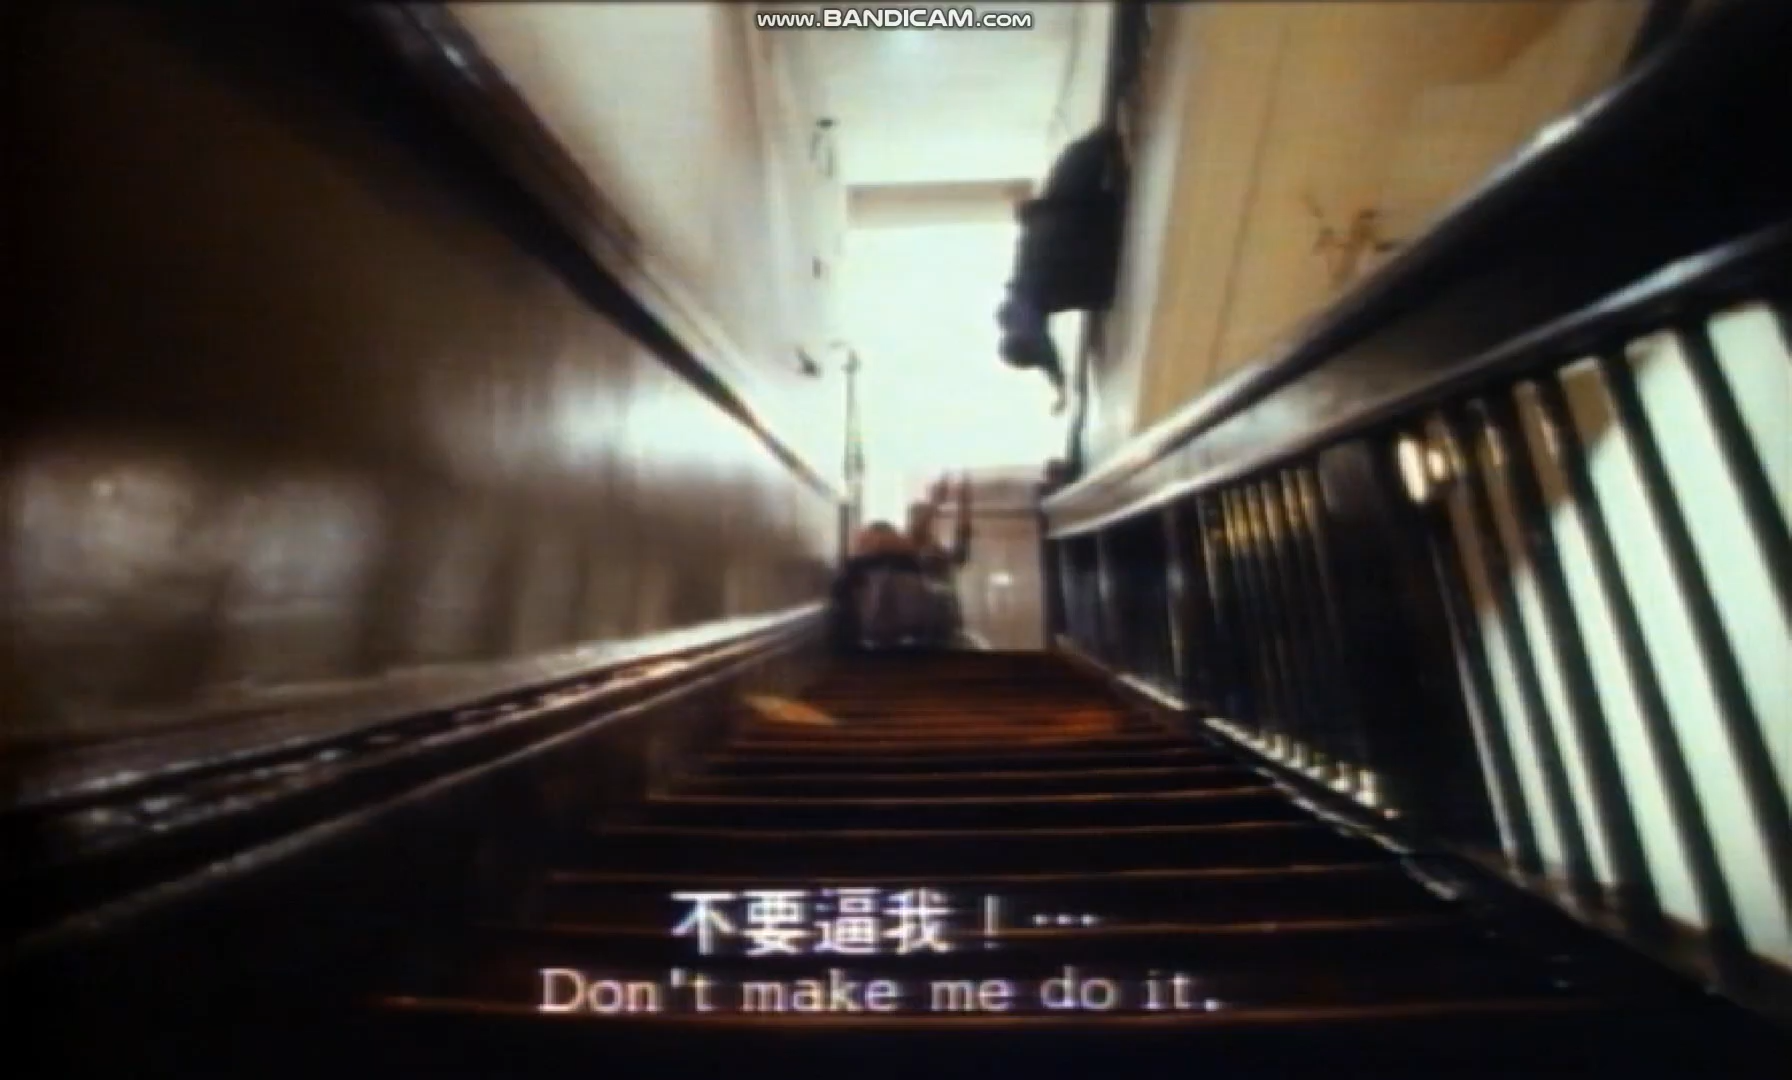 www.BANDICAM.com
不要逼我！…
Don't make me do it.